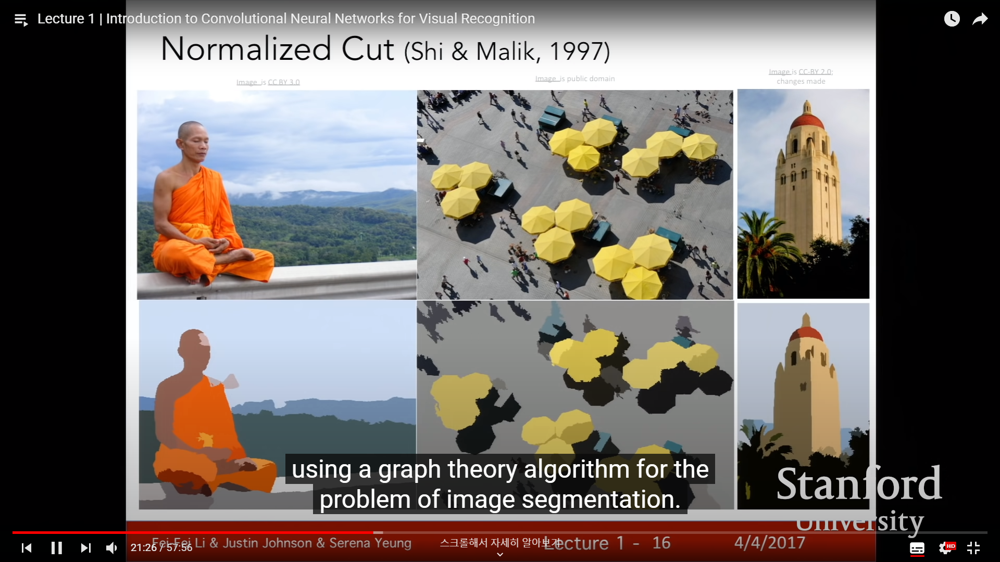 Lecture 1 | Introduction to Convolutional Neural Networks for Visual Recognition
Normalized Cut (Shi & Malik, 1997)
Image is CC BY 3.0
Image is public domain
Image is CC-BY 2.0;
changes made
using a graph theory algorithm for the
problem of image segmentation.
Stanford
University
Fei-Fei Li & Justin Johnson & Serena Yeung
Lecture 1 - 16
4/4/2017
21:26 / 57:56
스크롤해서 자세히 알아보기
HD